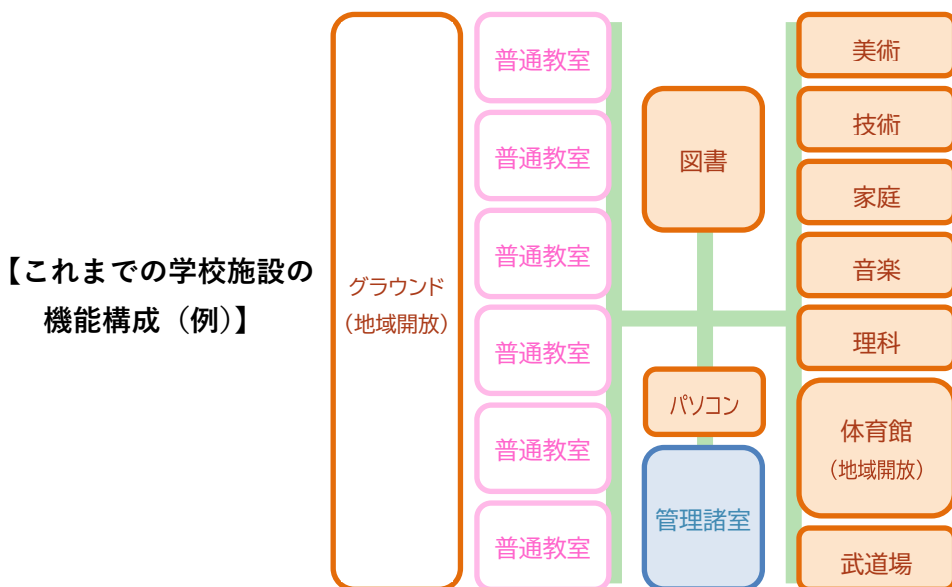 【これまでの学校施設の
機能構成（例）】
グラウンド
（地域開放）
普通教室
普通教室
普通教室
普通教室
普通教室
普通教室
図書
パソコン
管理諸室
美術
技術
家庭
音楽
理科
体育館
（地域開放）
武道場